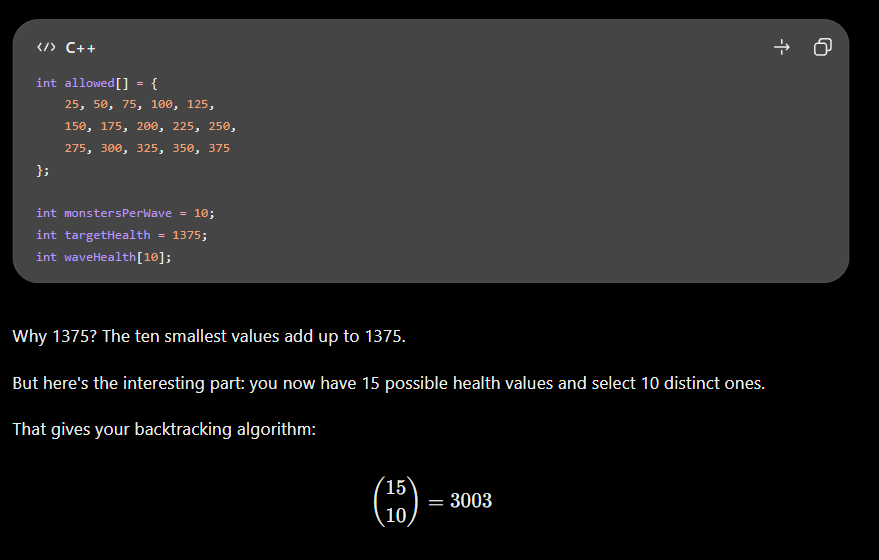 </> C++
int allowed[] = {
    25, 50, 75, 100, 125,
    150, 175, 200, 225, 250,
    275, 300, 325, 350, 375
};
int monstersPerWave = 10;
int targetHealth = 1375;
int waveHealth[10];
Why 1375? The ten smallest values add up to 1375.
But here's the interesting part: you now have 15 possible health values and select 10 distinct ones.
That gives your backtracking algorithm:
(15
10) = 3003